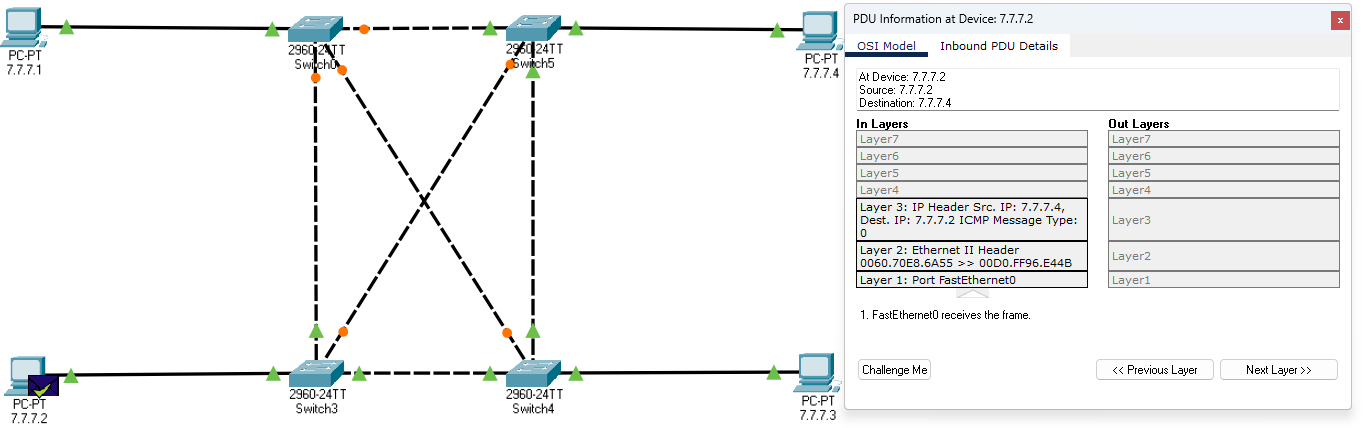 PC-PT
7.7.7.1
2960-24TT
Switch0
2960-24TT
Switch5
PC-PT
7.7.7.4
PC-PT
7.7.7.2
2960-24TT
Switch3
2960-24TT
Switch4
PC-PT
7.7.7.3
PDU Information at Device: 7.7.7.2
x
OSI Model
Inbound PDU Details
At Device: 7.7.7.2
Source: 7.7.7.2
Destination: 7.7.7.4
In Layers
Out Layers
Layer7
Layer7
Layer6
Layer6
Layer5
Layer5
Layer4
Layer4
Layer 3: IP Header Src. IP: 7.7.7.4,
Dest. IP: 7.7.7.2 ICMP Message Type:
0
Layer3
Layer 2: Ethernet II Header
0060.70E8.6A55 >> 00D0.FF96.E44B
Layer2
Layer 1: Port FastEthernet0
Layer1
1. FastEthernet0 receives the frame.
Challenge Me
<< Previous Layer
Next Layer >>